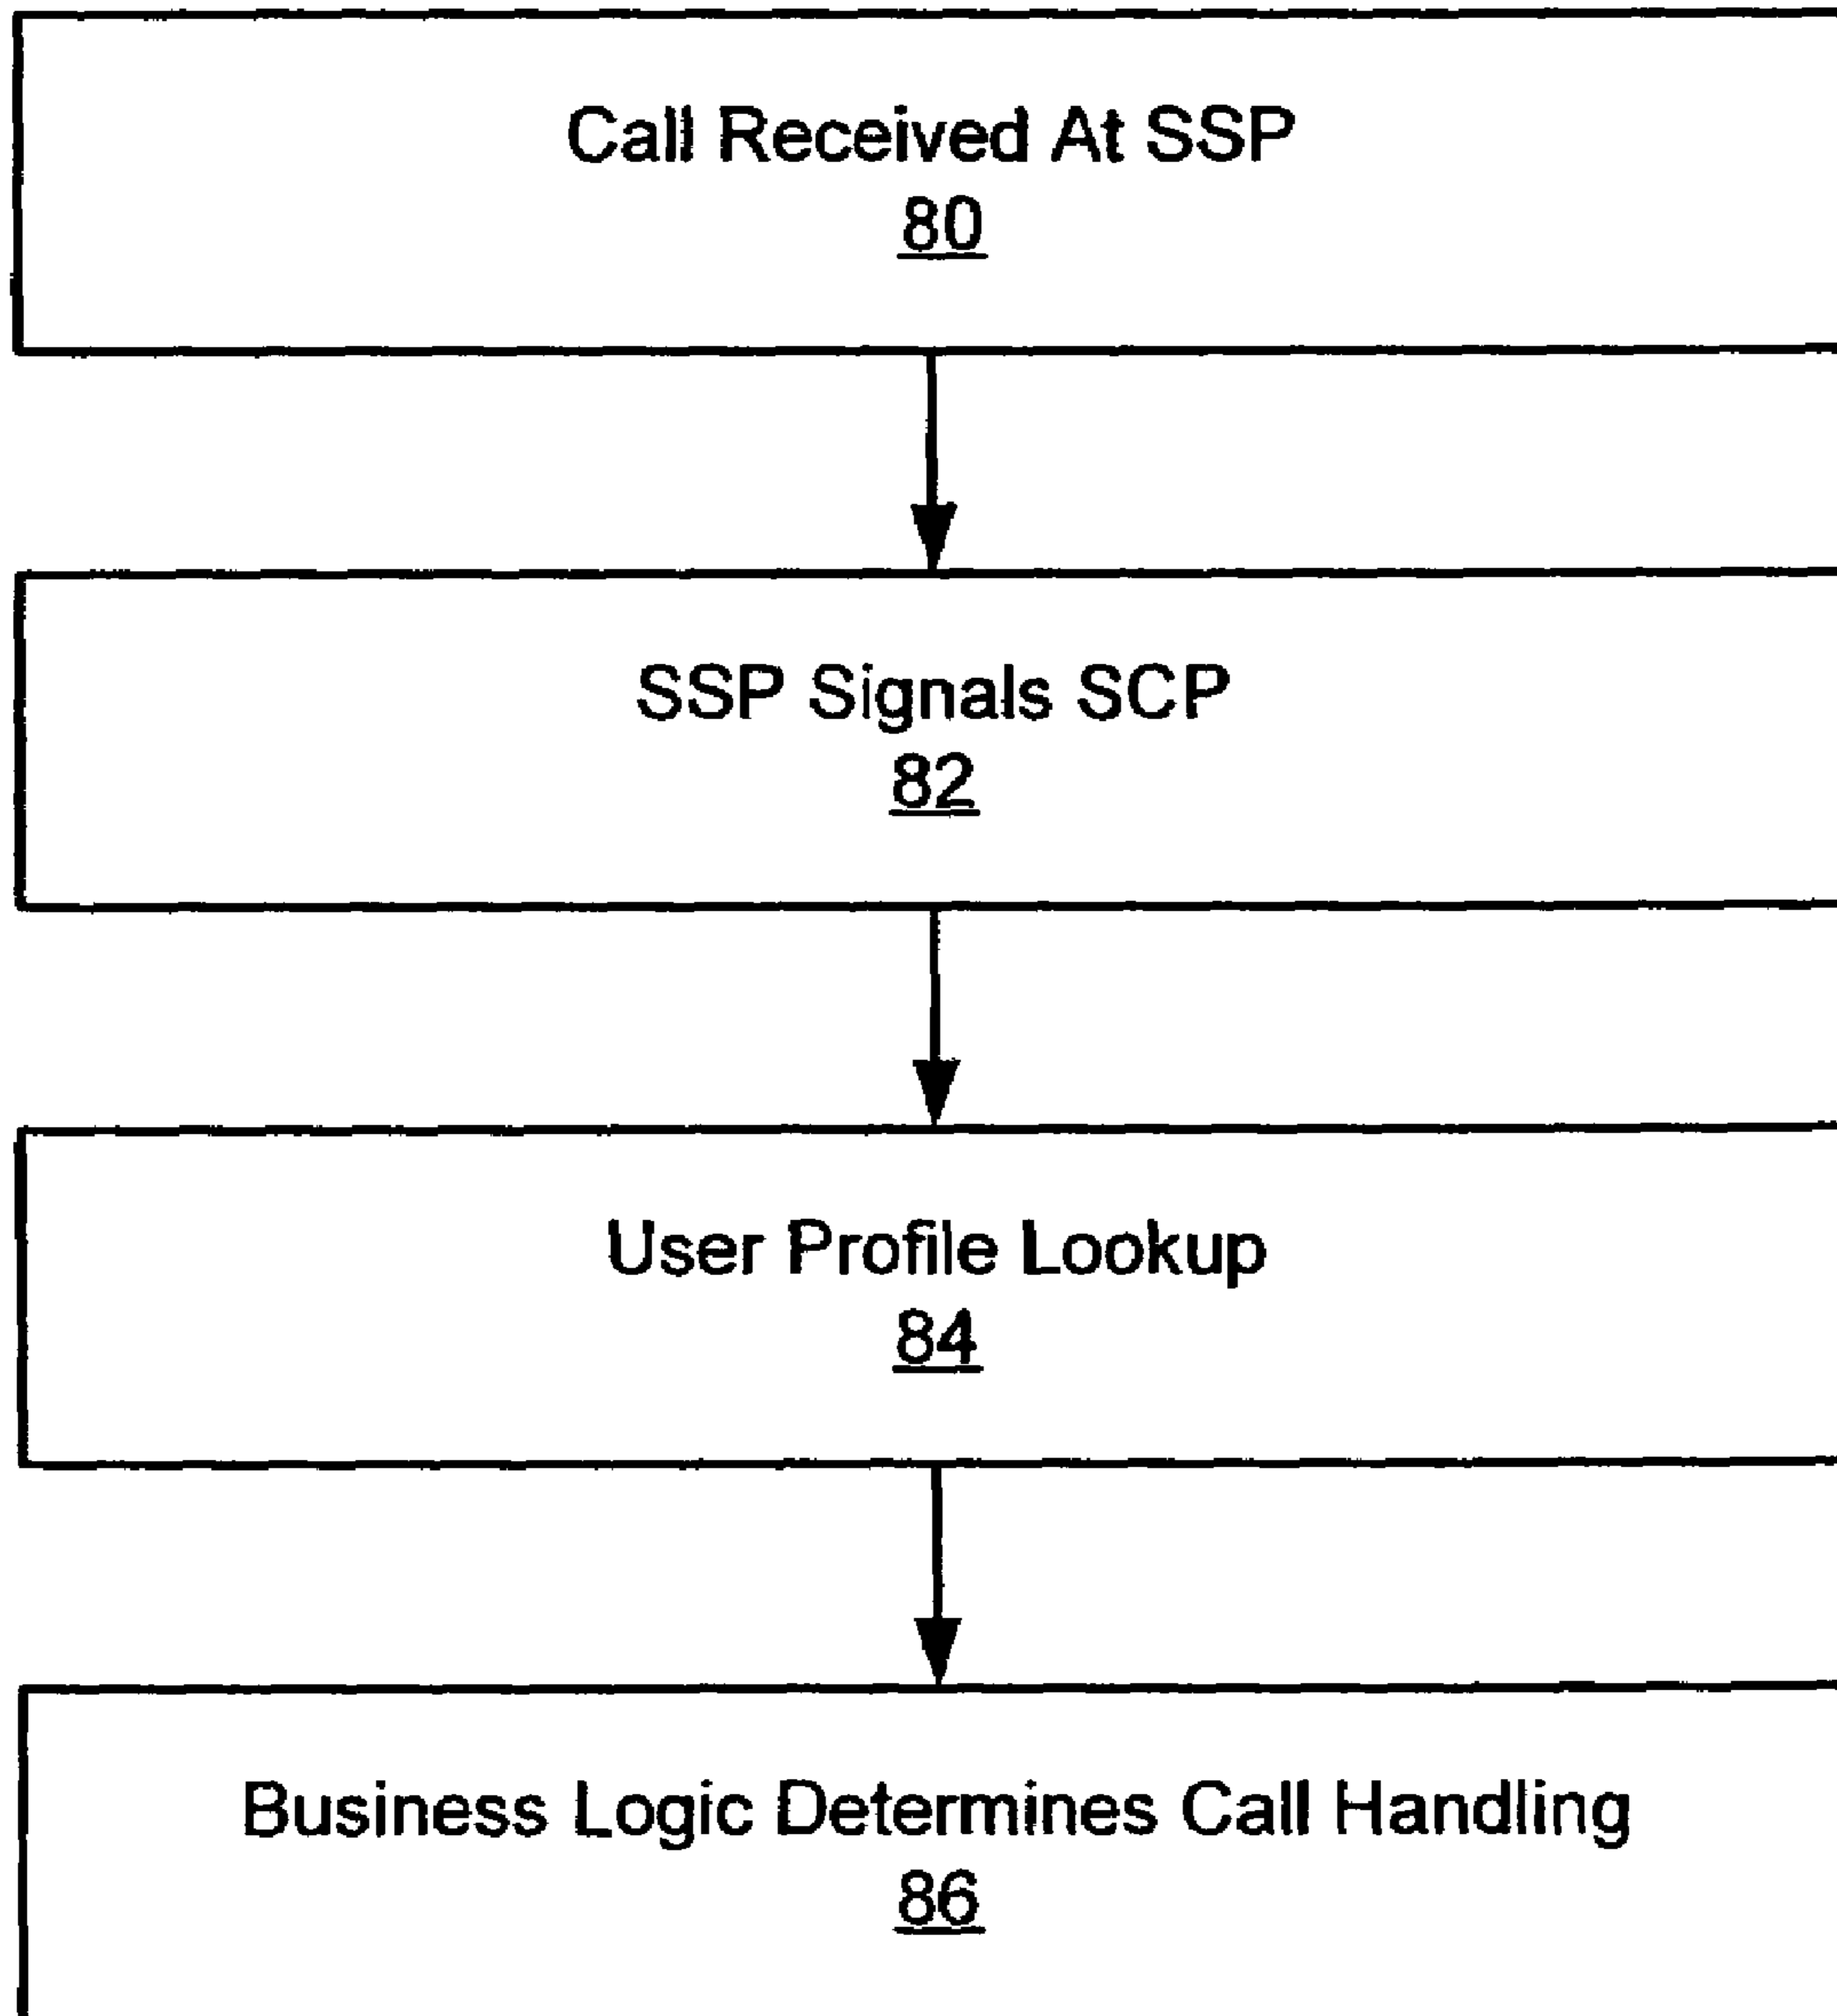 Call Received At SSP
80
SSP Signals SCP
82
User Profile Lookup
84
Business Logic Determines Call Handling
86